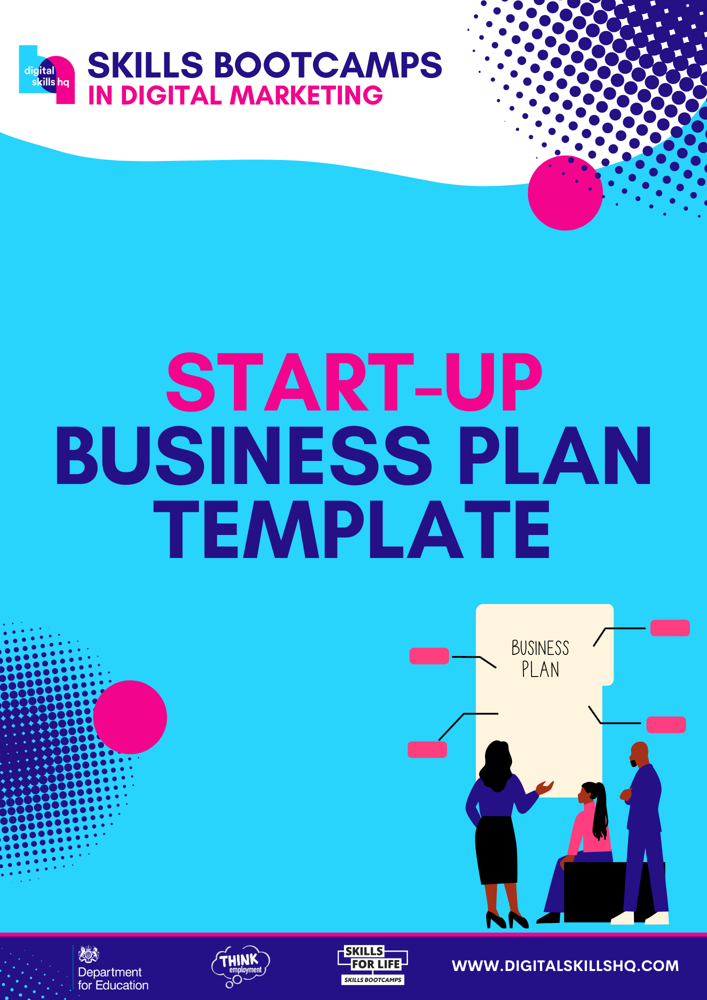 digital
skills hq
SKILLS BOOTCAMPS
IN DIGITAL MARKETING
START-UP
BUSINESS PLAN
TEMPLATE
BUSINESS
PLAN
Department
for Education
THINK
employment
SKILLS
FOR LIFE
SKILLS BOOTCAMPS
WWW.DIGITALSKILLSHQ.COM